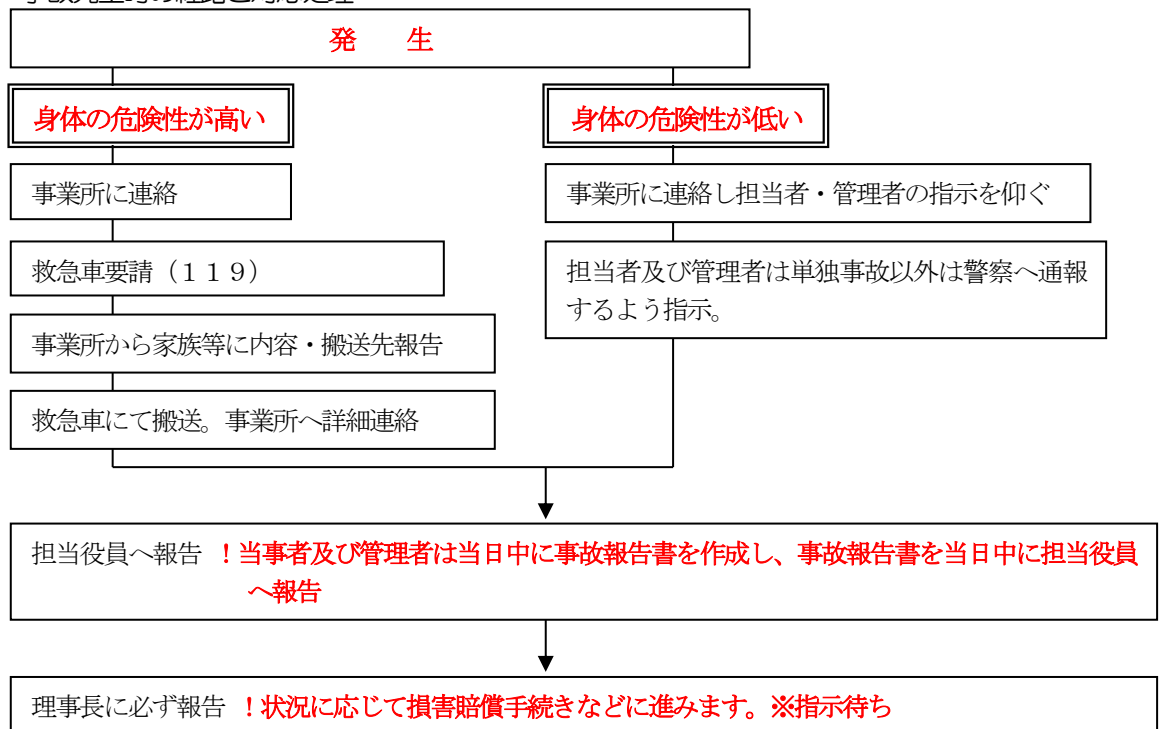 発　生
身体の危険性が高い
身体の危険性が低い
事業所に連絡
事業所に連絡し担当者・管理者の指示を仰ぐ
救急車要請（１１９）
担当者及び管理者は単独事故以外は警察へ通報
するよう指示。
事業所から家族等に内容・搬送先報告
救急車にて搬送。事業所へ詳細連絡
担当役員へ報告 ！当事者及び管理者は当日中に事故報告書を作成し、事故報告書を当日中に担当役員
へ報告
理事長に必ず報告 ！状況に応じて損害賠償手続きなどに進みます。※指示待ち